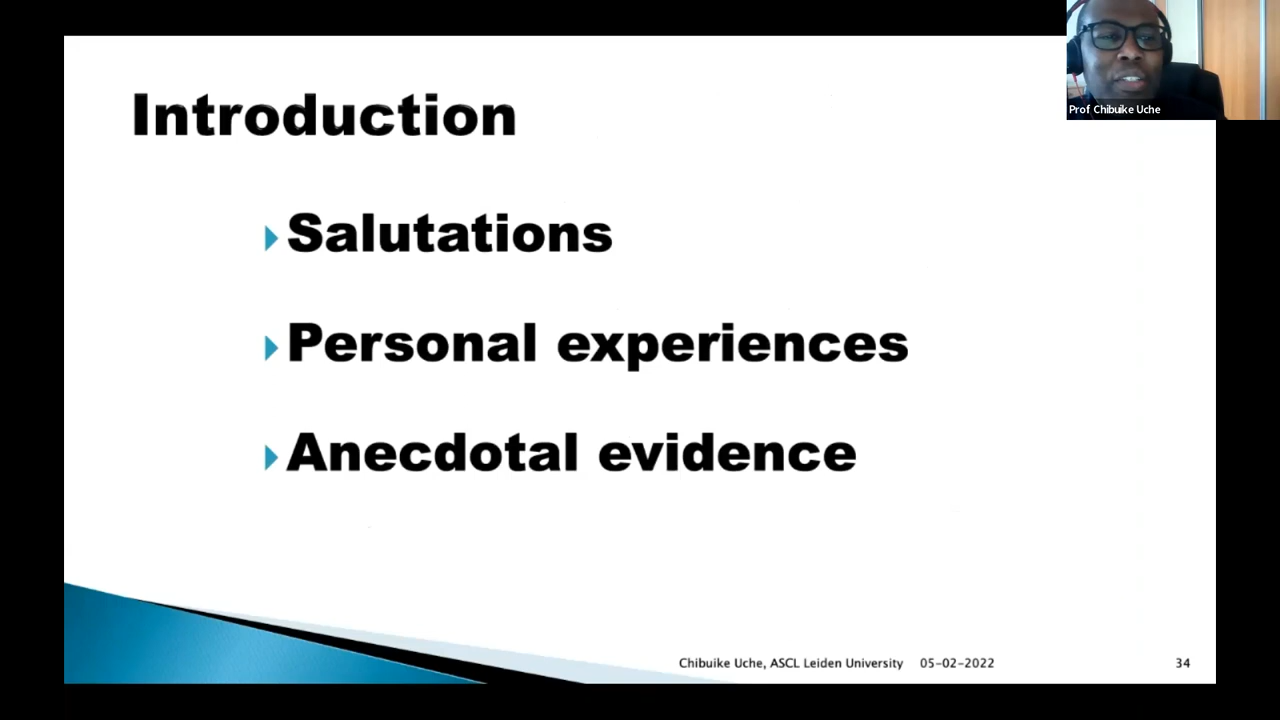 Prof Chibuike Uche
Introduction
Salutations
Personal experiences
Anecdotal evidence
Chibuike Uche, ASCL Leiden University 05-02-2022 34